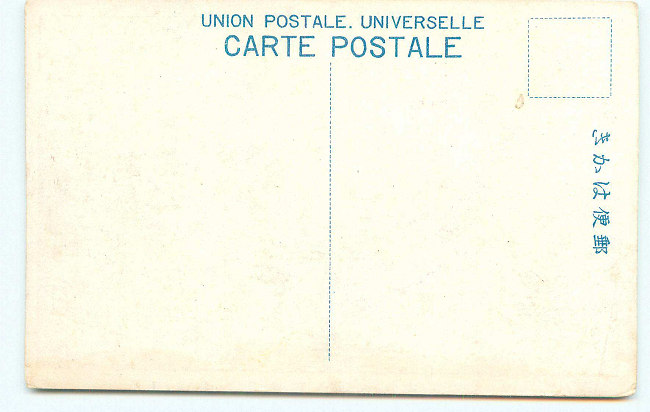 UNION POSTALE. UNIVERSELLE
CARTE POSTALE
郵便はかき